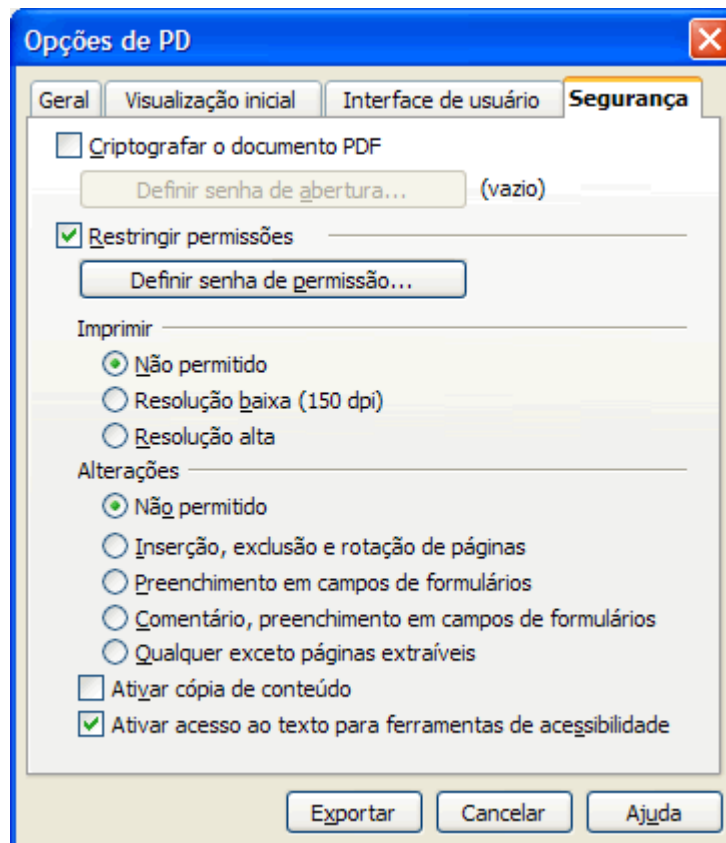 Opções de PD
Geral Visualização inicial Interface de usuário Segurança
Criptografar o documento PDF
Definir senha de abertura... (vazio)
Restringir permissões
Definir senha de permissão...
Imprimir
Não permitido
Resolução baixa (150 dpi)
Resolução alta
Alterações
Não permitido
Inserção, exclusão e rotação de páginas
Preenchimento em campos de formulários
Comentário, preenchimento em campos de formulários
Qualquer exceto páginas extraíveis
Ativar cópia de conteúdo
Ativar acesso ao texto para ferramentas de acessibilidade
Exportar Cancelar Ajuda